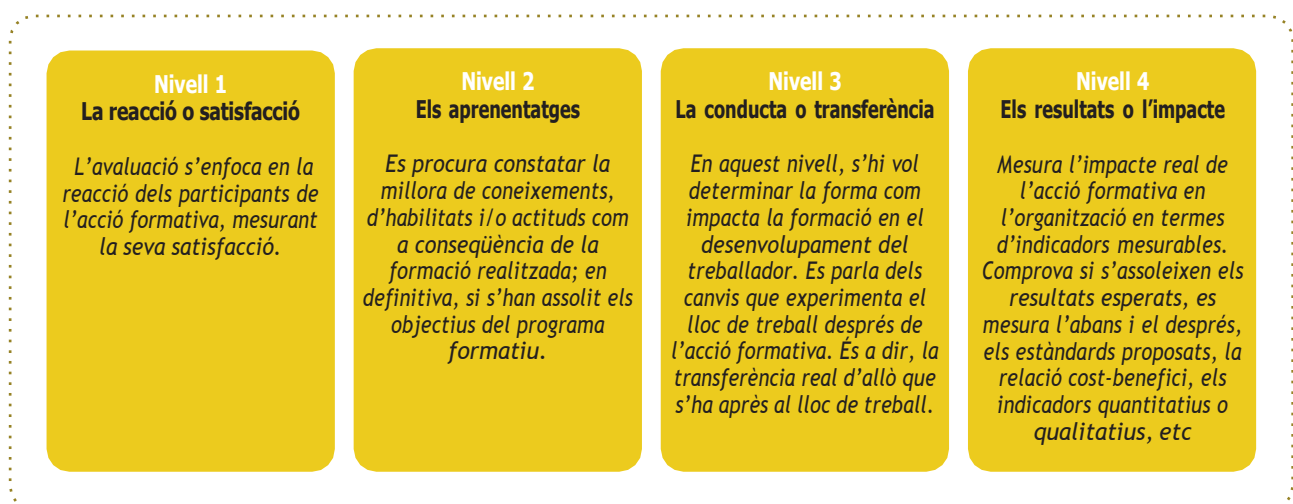 Nivell 1
La reacció o satisfacció
L’avaluació s’enfoca en la
reacció dels participants de
l’acció formativa, mesurant
la seva satisfacció.
Nivell 2
Els aprenentatges
Es procura constatar la
millora de coneixements,
d’habilitats i/o actituds com
a conseqüència de la
formació realitzada; en
definitiva, si s’han assolit els
objectius del programa
formatiu.
Nivell 3
La conducta o transferència
En aquest nivell, s’hi vol
determinar la forma com
impacta la formació en el
desenvolupament del
treballador. Es parla dels
canvis que experimenta el
lloc de treball després de
l’acció formativa. És a dir, la
transferència real d’allò que
s’ha après al lloc de treball.
Nivell 4
Els resultats o l’impacte
Mesura l’impacte real de
l’acció formativa en
l’organització en termes
d’indicadors mesurables.
Comprova si s’assoleixen els
resultats esperats, es
mesura l’abans i el després,
els estàndards proposats, la
relació cost-benefici, els
indicadors quantitatius o
qualitatius, etc